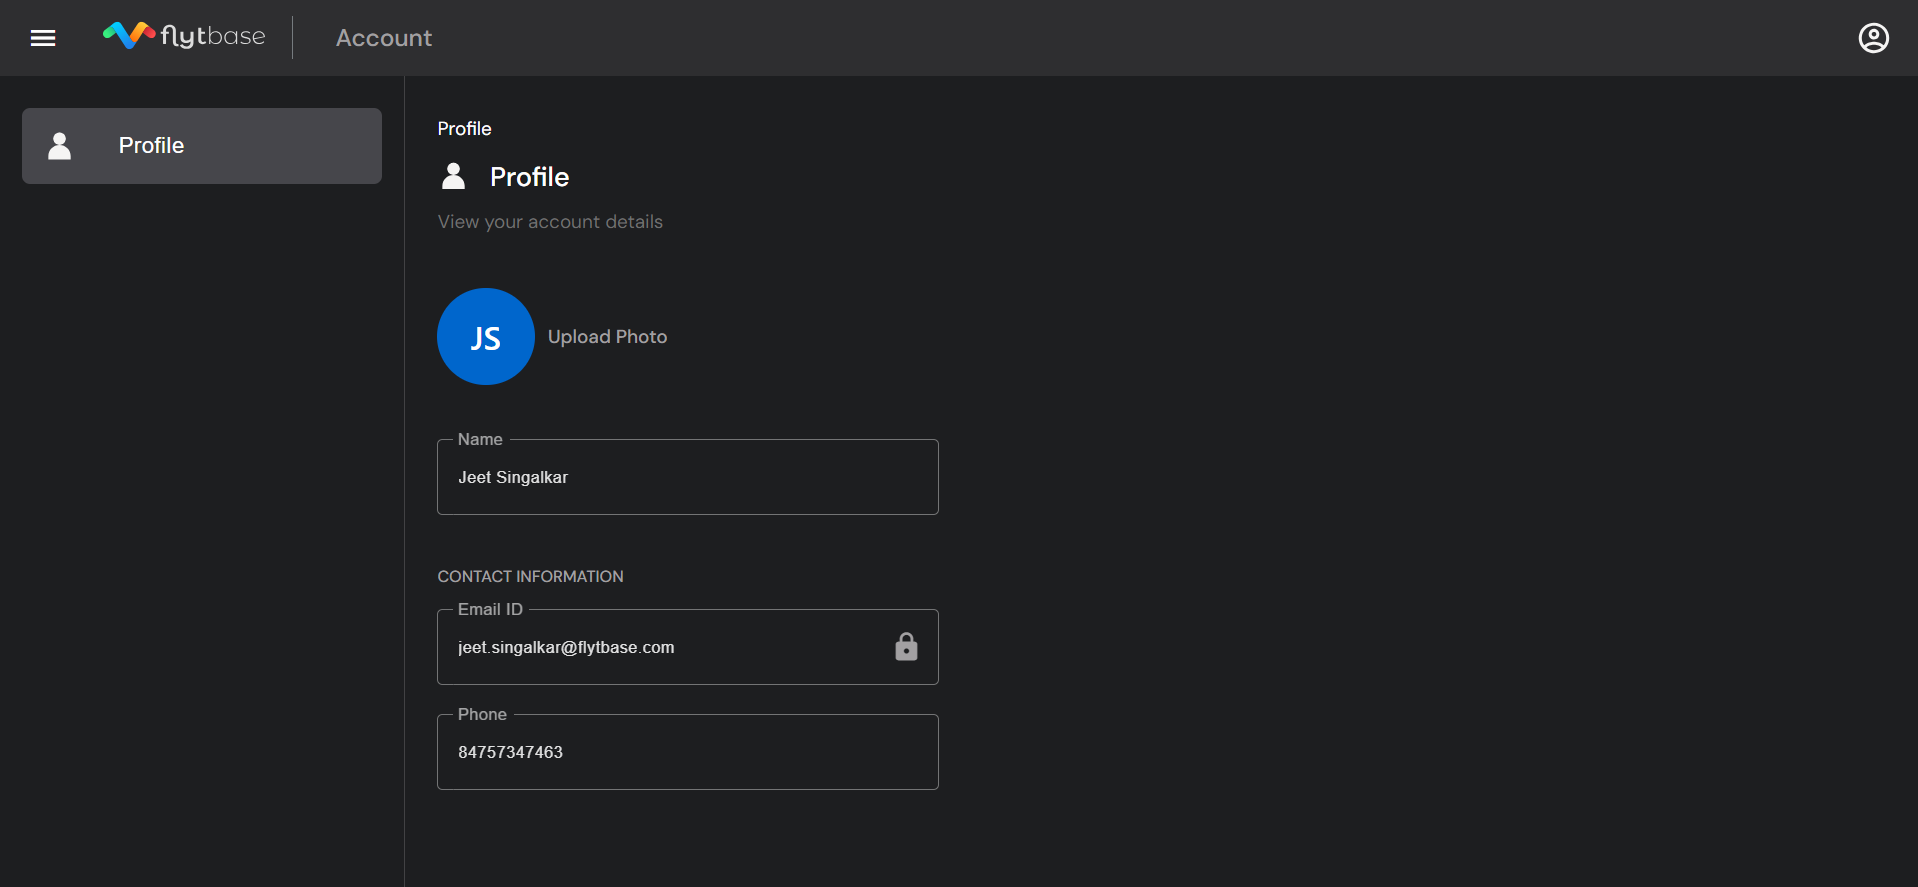 flytbase
Account
Profile
Profile
Profile
View your account details
JS
Upload Photo
Name
Jeet Singalkar
CONTACT INFORMATION
Email ID
jeet.singalkar@flytbase.com
Phone
84757347463